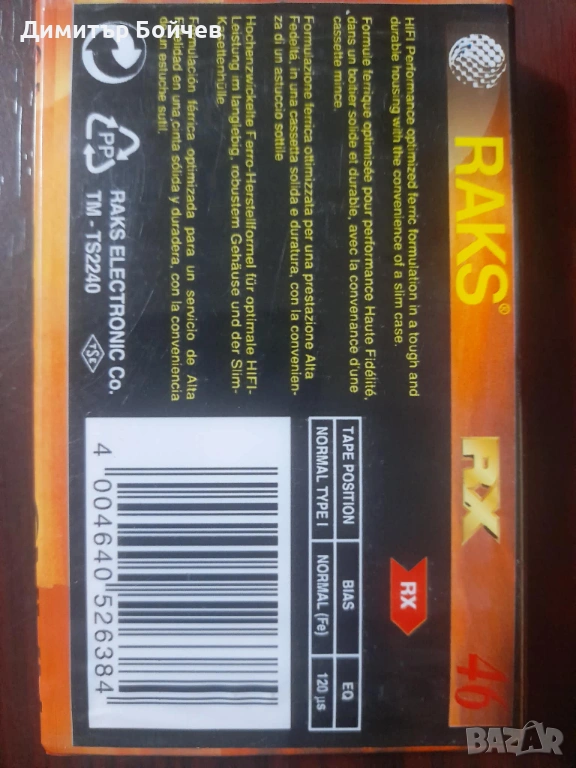 Димитър Бойчев
RAKS®
RX
46
HIFI Performance optimized ferric formulation in a tough and
durable housing with the convenience of a slim case.
Formule ferrique optimisée pour performance Haute Fidélité,
dans un boîtier solide et durable, avec la convenance d'une
cassette mince.
Formulazione ferrica ottimizzata per una prestazione Alta
Fedeltà, in una cassetta solida e duratura, con la convenien-
za di un astuccio sottile
Hochenzwickelte Ferro-Herstellformel für optimale HIFI-
Leistung im langlebig, robustem Gehäuse und der Slim-
Kassettenhülle.
Formulación férrica optimizada para un servicio de Alta
Fidelidad en una cinta sólida y duradera, con la conveniencia
de un estuche sutil.
RX
TAPE POSITION BIAS EQ
NORMAL TYPE I NORMAL (Fe) 120 µs
PP
RAKS ELECTRONIC Co.
TM - TS2240
TSE
4 004640 526384
BAZAR